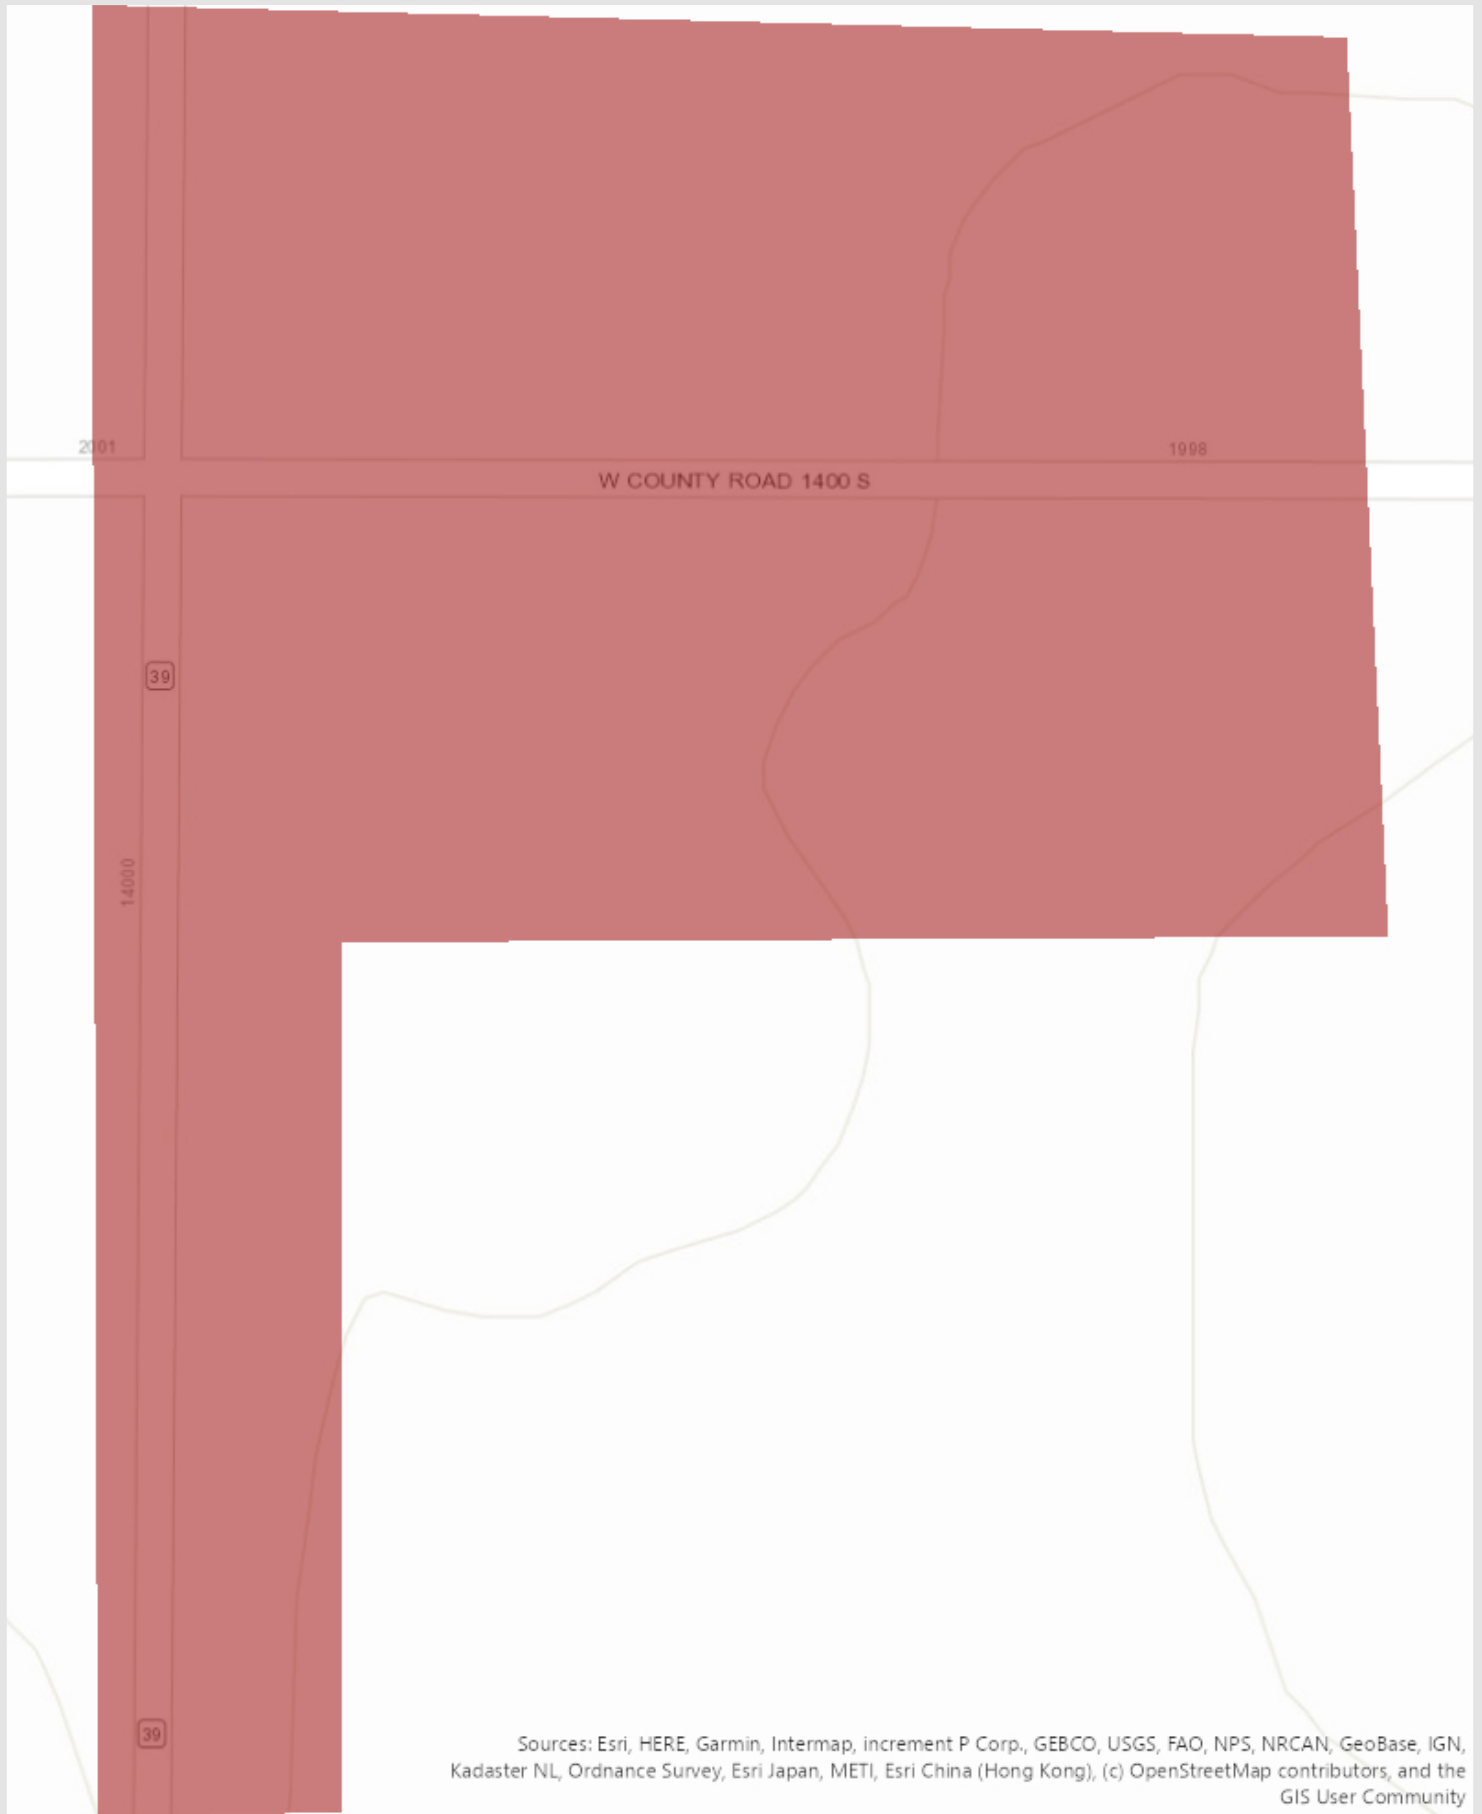 2001
1998
W COUNTY ROAD 1400 S
39
14000
39
Sources: Esri, HERE, Garmin, Intermap, increment P Corp., GEBCO, USGS, FAO, NPS, NRCAN, GeoBase, IGN,
Kadaster NL, Ordnance Survey, Esri Japan, METI, Esri China (Hong Kong), (c) OpenStreetMap contributors, and the
GIS User Community